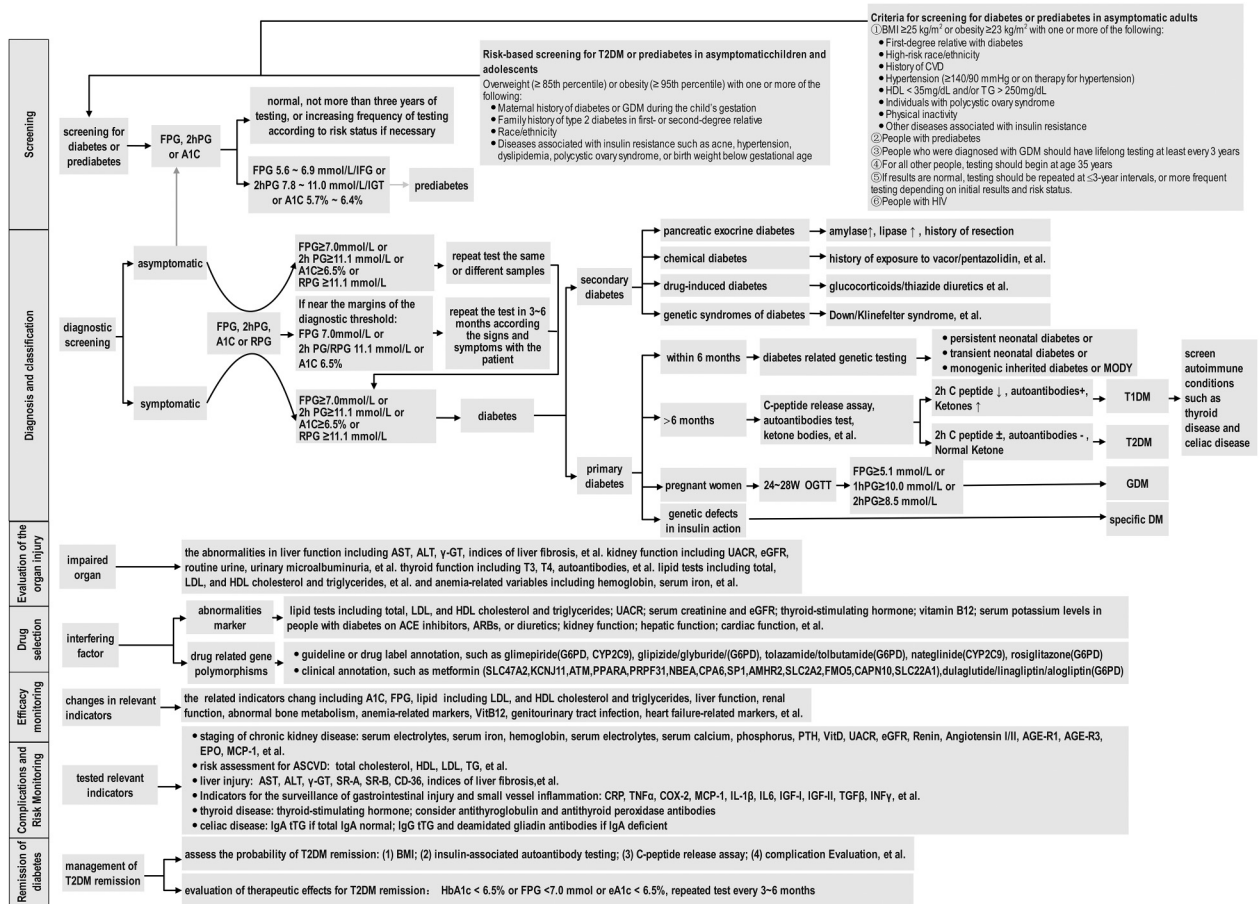 Criteria for screening for diabetes or prediabetes in asymptomatic adults
①BMI ≥25 kg/m² or obesity ≥23 kg/m² with one or more of the following:
● First-degree relative with diabetes
● High-risk race/ethnicity
● History of CVD
● Hypertension (≥140/90 mmHg or on therapy for hypertension)
● HDL < 35mg/dL and/or TG > 250mg/dL
● Individuals with polycystic ovary syndrome
● Physical inactivity
● Other diseases associated with insulin resistance
②People with prediabetes
③People who were diagnosed with GDM should have lifelong testing at least every 3 years
④For all other people, testing should begin at age 35 years
⑤If results are normal, testing should be repeated at ≤3-year intervals, or more frequent
testing depending on initial results and risk status.
⑥People with HIV
Risk-based screening for T2DM or prediabetes in asymptomaticchildren and
adolescents
Overweight (≥ 85th percentile) or obesity (≥ 95th percentile) with one or more of the
following:
● Maternal history of diabetes or GDM during the child's gestation
● Family history of type 2 diabetes in first- or second-degree relative
● Race/ethnicity
● Diseases associated with insulin resistance such as acne, hypertension,
dyslipidemia, polycystic ovary syndrome, or birth weight below gestational age
Screening
screening for
diabetes or
prediabetes
FPG, 2hPG
or A1C
normal, not more than three years of
testing, or increasing frequency of testing
according to risk status if necessary
FPG 5.6 ~ 6.9 mmol/L/IFG or
2hPG 7.8 ~ 11.0 mmol/L/IGT
or A1C 5.7% ~ 6.4%
prediabetes
Diagnosis and classification
diagnostic
screening
asymptomatic
symptomatic
FPG, 2hPG,
A1C or RPG
FPG≥7.0mmol/L or
2h PG≥11.1 mmol/L or
A1C≥6.5% or
RPG ≥11.1 mmol/L
repeat test the same
or different samples
If near the margins of the
diagnostic threshold:
FPG 7.0mmol/L or
2h PG/RPG 11.1 mmol/L or
A1C 6.5%
repeat the test in 3~6
months according
the signs and
symptoms with the
patient
FPG≥7.0mmol/L or
2h PG≥11.1 mmol/L or
A1C≥6.5% or
RPG ≥11.1 mmol/L
diabetes
secondary
diabetes
pancreatic exocrine diabetes
amylase↑, lipase ↑ , history of resection
chemical diabetes
history of exposure to vacor/pentazolidin, et al.
drug-induced diabetes
glucocorticoids/thiazide diuretics et al.
genetic syndromes of diabetes
Down/Klinefelter syndrome, et al.
primary
diabetes
within 6 months
diabetes related genetic testing
● persistent neonatal diabetes or
● transient neonatal diabetes or
● monogenic inherited diabetes or MODY
>6 months
C-peptide release assay,
autoantibodies test,
ketone bodies, et al.
2h C peptide ↓ , autoantibodies+,
Ketones ↑
T1DM
2h C peptide ±, autoantibodies - ,
Normal Ketone
T2DM
screen
autoimmune
conditions
such as
thyroid
disease and
celiac disease
pregnant women
24~28W OGTT
FPG≥5.1 mmol/L or
1hPG≥10.0 mmol/L or
2hPG≥8.5 mmol/L
GDM
genetic defects
in insulin action
specific DM
Evaluation of the
organ injury
impaired
organ
the abnormalities in liver function including AST, ALT, γ-GT, indices of liver fibrosis, et al. kidney function including UACR, eGFR,
routine urine, urinary microalbuminuria, et al. thyroid function including T3, T4, autoantibodies, et al. lipid tests including total,
LDL, and HDL cholesterol and triglycerides, et al. and anemia-related variables including hemoglobin, serum iron, et al.
Drug
selection
interfering
factor
abnormalities
marker
lipid tests including total, LDL, and HDL cholesterol and triglycerides; UACR; serum creatinine and eGFR; thyroid-stimulating hormone; vitamin B12; serum potassium levels in
people with diabetes on ACE inhibitors, ARBs, or diuretics; kidney function; hepatic function; cardiac function, et al.
drug related gene
polymorphisms
● guideline or drug label annotation, such as glimepiride(G6PD, CYP2C9), glipizide/glyburide/(G6PD), tolazamide/tolbutamide(G6PD), nateglinide(CYP2C9), rosiglitazone(G6PD)
● clinical annotation, such as metformin (SLC47A2,KCNJ11,ATM,PPARA,PRPF31,NBEA,CPA6,SP1,AMHR2,SLC2A2,FMO5,CAPN10,SLC22A1),dulaglutide/linagliptin/alogliptin(G6PD)
Efficacy
monitoring
changes in relevant
indicators
the related indicators chang including A1C, FPG, lipid including LDL, and HDL cholesterol and triglycerides, liver function, renal
function, abnormal bone metabolism, anemia-related markers, VitB12, genitourinary tract infection, heart failure-related markers, et al.
Complications and
Risk Monitoring
tested relevant
indicators
● staging of chronic kidney disease: serum electrolytes, serum iron, hemoglobin, serum electrolytes, serum calcium, phosphorus, PTH, VitD, UACR, eGFR, Renin, Angiotensin I/II, AGE-R1, AGE-R3,
EPO, MCP-1, et al.
● risk assessment for ASCVD: total cholesterol, HDL, LDL, TG, et al.
● liver injury: AST, ALT, γ-GT, SR-A, SR-B, CD-36, indices of liver fibrosis,et al.
● Indicators for the surveillance of gastrointestinal injury and small vessel inflammation: CRP, TNFα, COX-2, MCP-1, IL-1β, IL6, IGF-I, IGF-II, TGFβ, INFγ, et al.
● thyroid disease: thyroid-stimulating hormone; consider antithyroglobulin and antithyroid peroxidase antibodies
● celiac disease: IgA tTG if total IgA normal; IgG tTG and deamidated gliadin antibodies if IgA deficient
Remission of
diabetes
management of
T2DM remission
assess the probability of T2DM remission: (1) BMI; (2) insulin-associated autoantibody testing; (3) C-peptide release assay; (4) complication Evaluation, et al.
evaluation of therapeutic effects for T2DM remission： HbA1c < 6.5% or FPG <7.0 mmol or eA1c < 6.5%, repeated test every 3~6 months